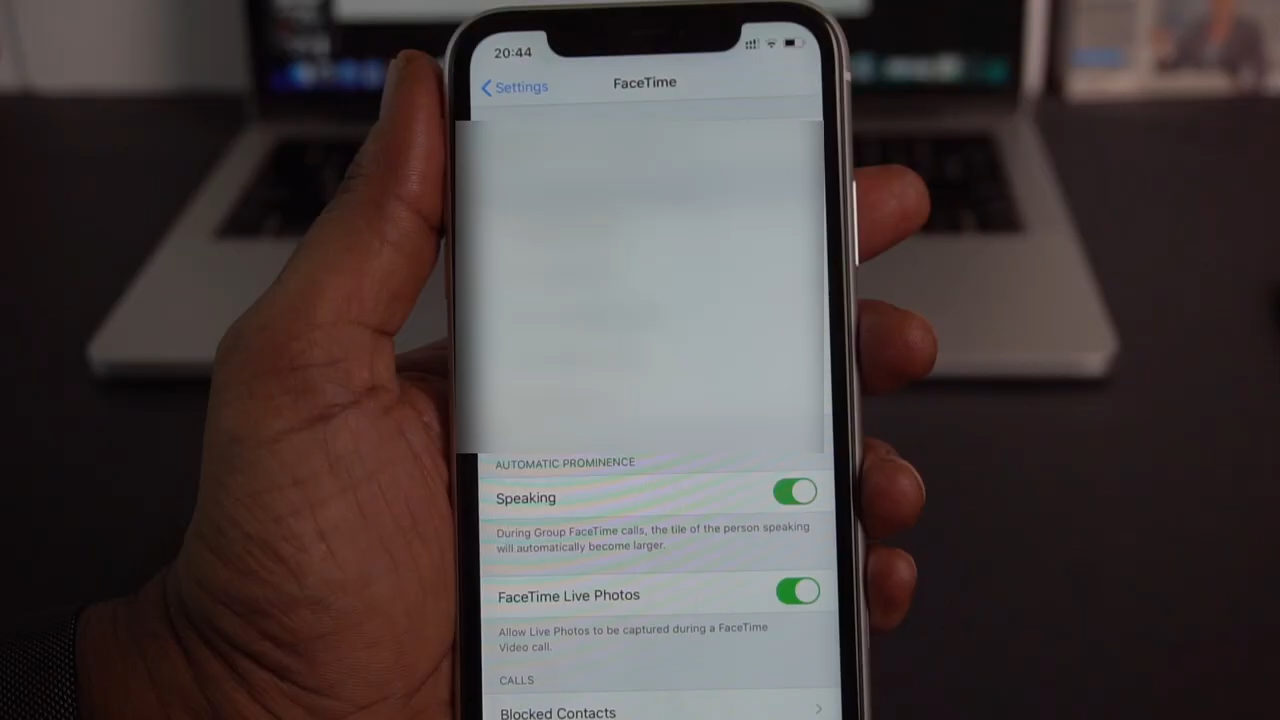 20:44
Settings
FaceTime
AUTOMATIC PROMINENCE
Speaking
During Group FaceTime calls, the tile of the person speaking
will automatically become larger.
FaceTime Live Photos
Allow Live Photos to be captured during a FaceTime
Video call.
CALLS
Blocked Contacts